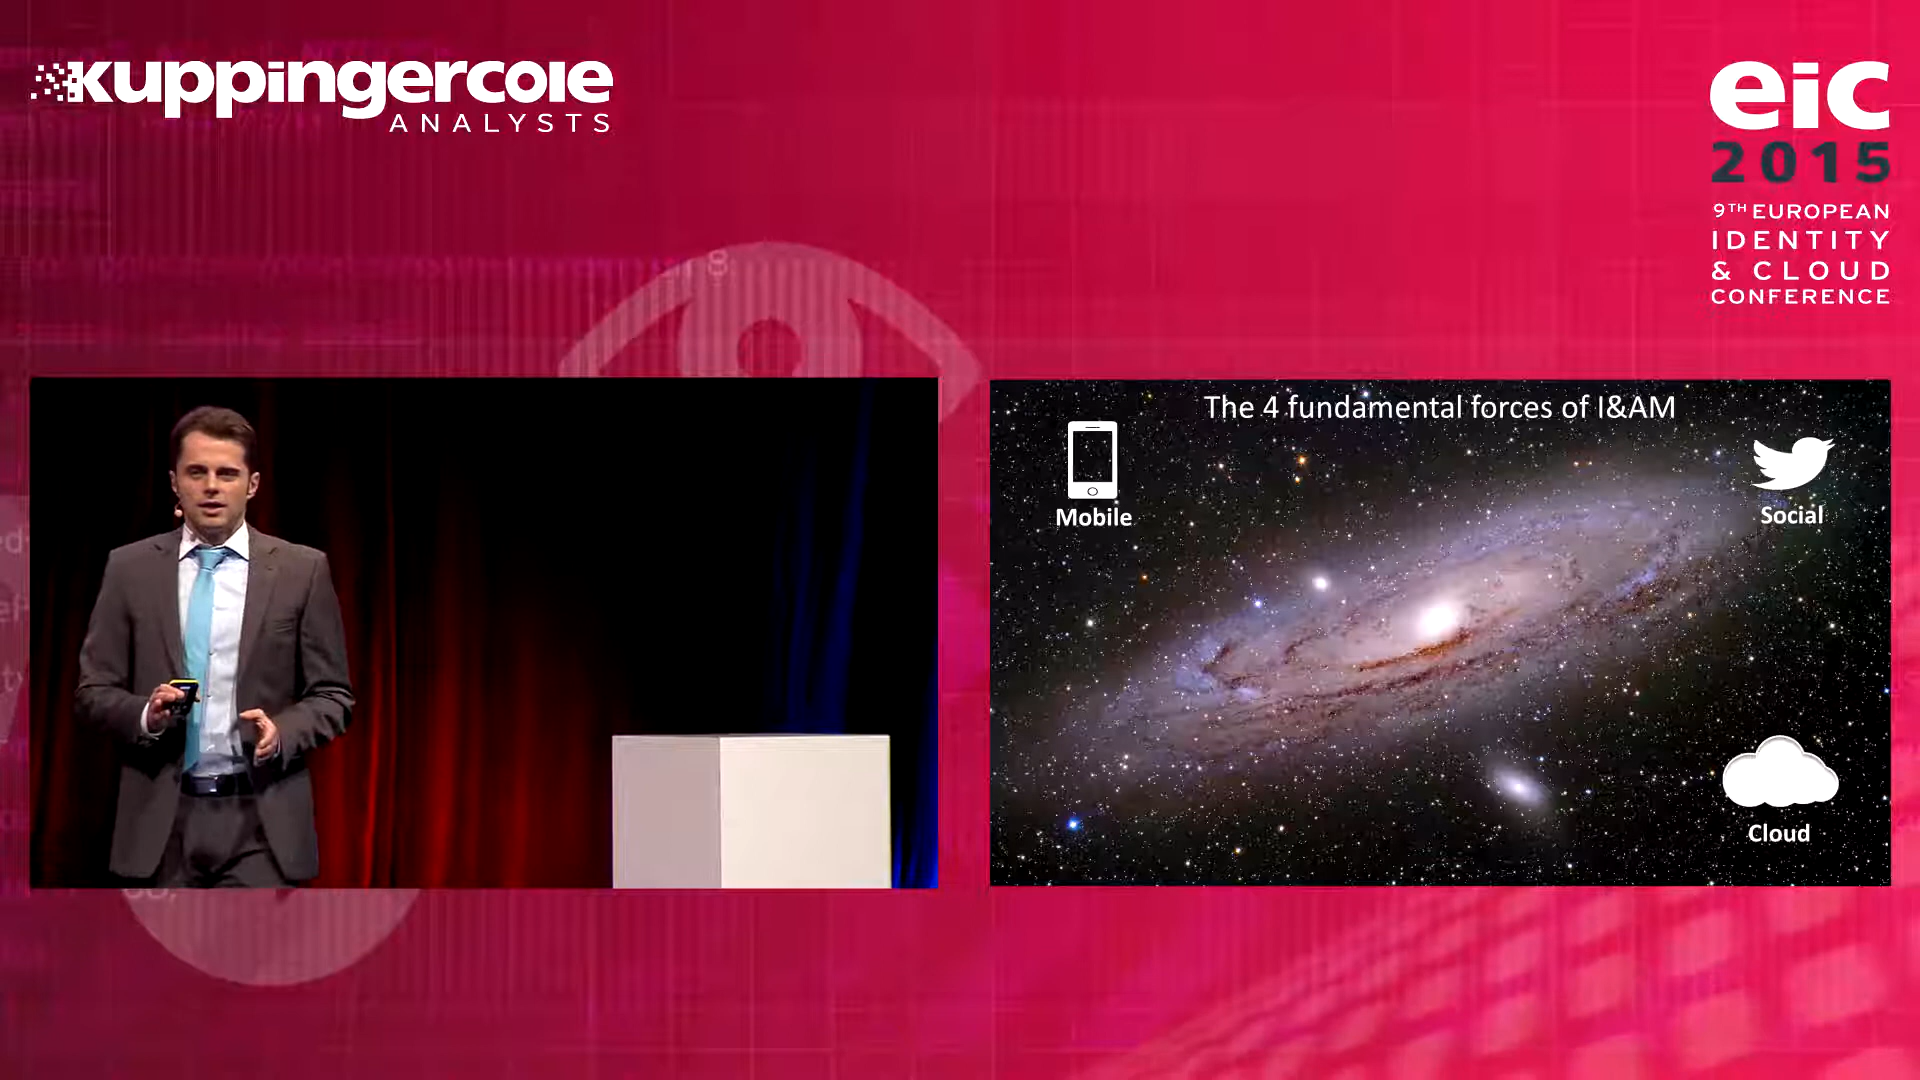 kuppingercole
ANALYSTS
eic
2015
9TH EUROPEAN
IDENTITY
& CLOUD
CONFERENCE
The 4 fundamental forces of I&AM
Mobile
Social
Cloud